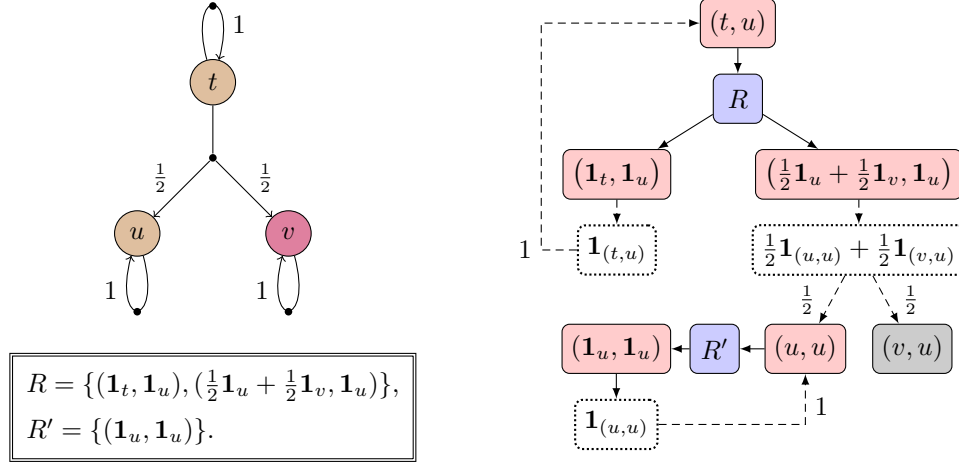 1
t
1/2 1/2
u v
1 1
R = {(𝟏_t, 𝟏_u), (1/2 𝟏_u + 1/2 𝟏_v, 𝟏_u)},
R′ = {(𝟏_u, 𝟏_u)}.
(t, u)
R
(𝟏_t, 𝟏_u) (1/2 𝟏_u + 1/2 𝟏_v, 𝟏_u)
1 𝟏_(t,u) 1/2 𝟏_(u,u) + 1/2 𝟏_(v,u)
1/2 1/2
(𝟏_u, 𝟏_u) R′ (u, u) (v, u)
𝟏_(u,u) 1